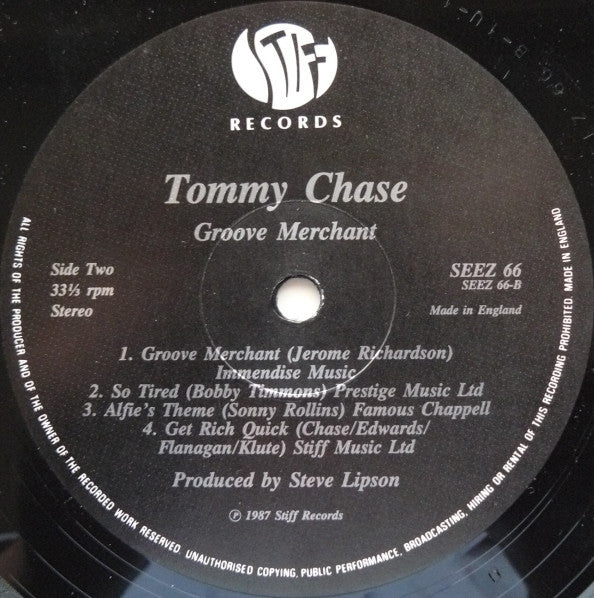 STIFF
RECORDS
Tommy Chase
Groove Merchant
Side Two
33⅓ rpm
Stereo
SEEZ 66
SEEZ 66-B
Made in England
1. Groove Merchant (Jerome Richardson)
Immendise Music
2. So Tired (Bobby Timmons) Prestige Music Ltd
3. Alfie's Theme (Sonny Rollins) Famous Chappell
4. Get Rich Quick (Chase/Edwards/
Flanagan/Klute) Stiff Music Ltd
Produced by Steve Lipson
℗ 1987 Stiff Records
ALL RIGHTS OF THE PRODUCER AND OF THE OWNER OF THE RECORDED WORK RESERVED. UNAUTHORISED COPYING, PUBLIC PERFORMANCE, BROADCASTING, HIRING OR RENTAL OF THIS RECORDING PROHIBITED. MADE IN ENGLAND